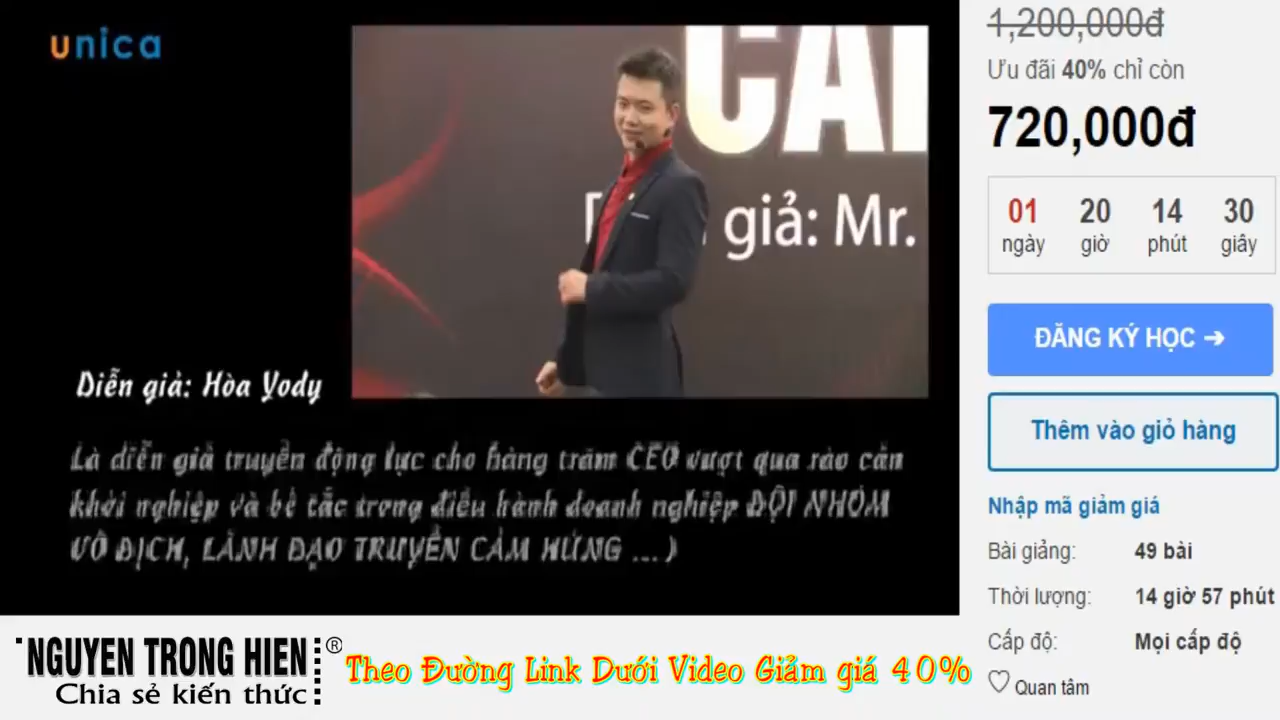 unica
CAI
giả: Mr.
Diễn giả: Hòa Yody
Là diễn giả truyền động lực cho hàng trăm CEO vượt qua rào cản
khởi nghiệp và bế tắc trong điều hành doanh nghiệp ĐỘI NHÓM
VÔ ĐỊCH, LÃNH ĐẠO TRUYỀN CẢM HỨNG ... )
1,200,000đ
Ưu đãi 40% chỉ còn
720,000đ
01 20 14 30
ngày giờ phút giây
ĐĂNG KÝ HỌC ➔
Thêm vào giỏ hàng
Nhập mã giảm giá
Bài giảng: 49 bài
Thời lượng: 14 giờ 57 phút
Cấp độ: Mọi cấp độ
♡ Quan tâm
NGUYEN TRONG HIEN ®
Chia sẻ kiến thức
Theo Đường Link Dưới Video Giảm giá 40%